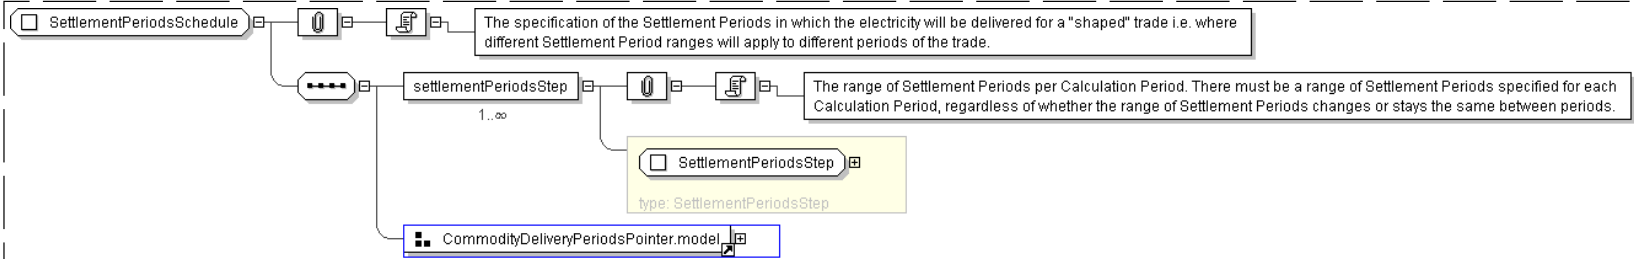 SettlementPeriodsSchedule
The specification of the Settlement Periods in which the electricity will be delivered for a "shaped" trade i.e. where
different Settlement Period ranges will apply to different periods of the trade.
settlementPeriodsStep
1..∞
The range of Settlement Periods per Calculation Period. There must be a range of Settlement Periods specified for each
Calculation Period, regardless of whether the range of Settlement Periods changes or stays the same between periods.
SettlementPeriodsStep
type: SettlementPeriodsStep
CommodityDeliveryPeriodsPointer.model